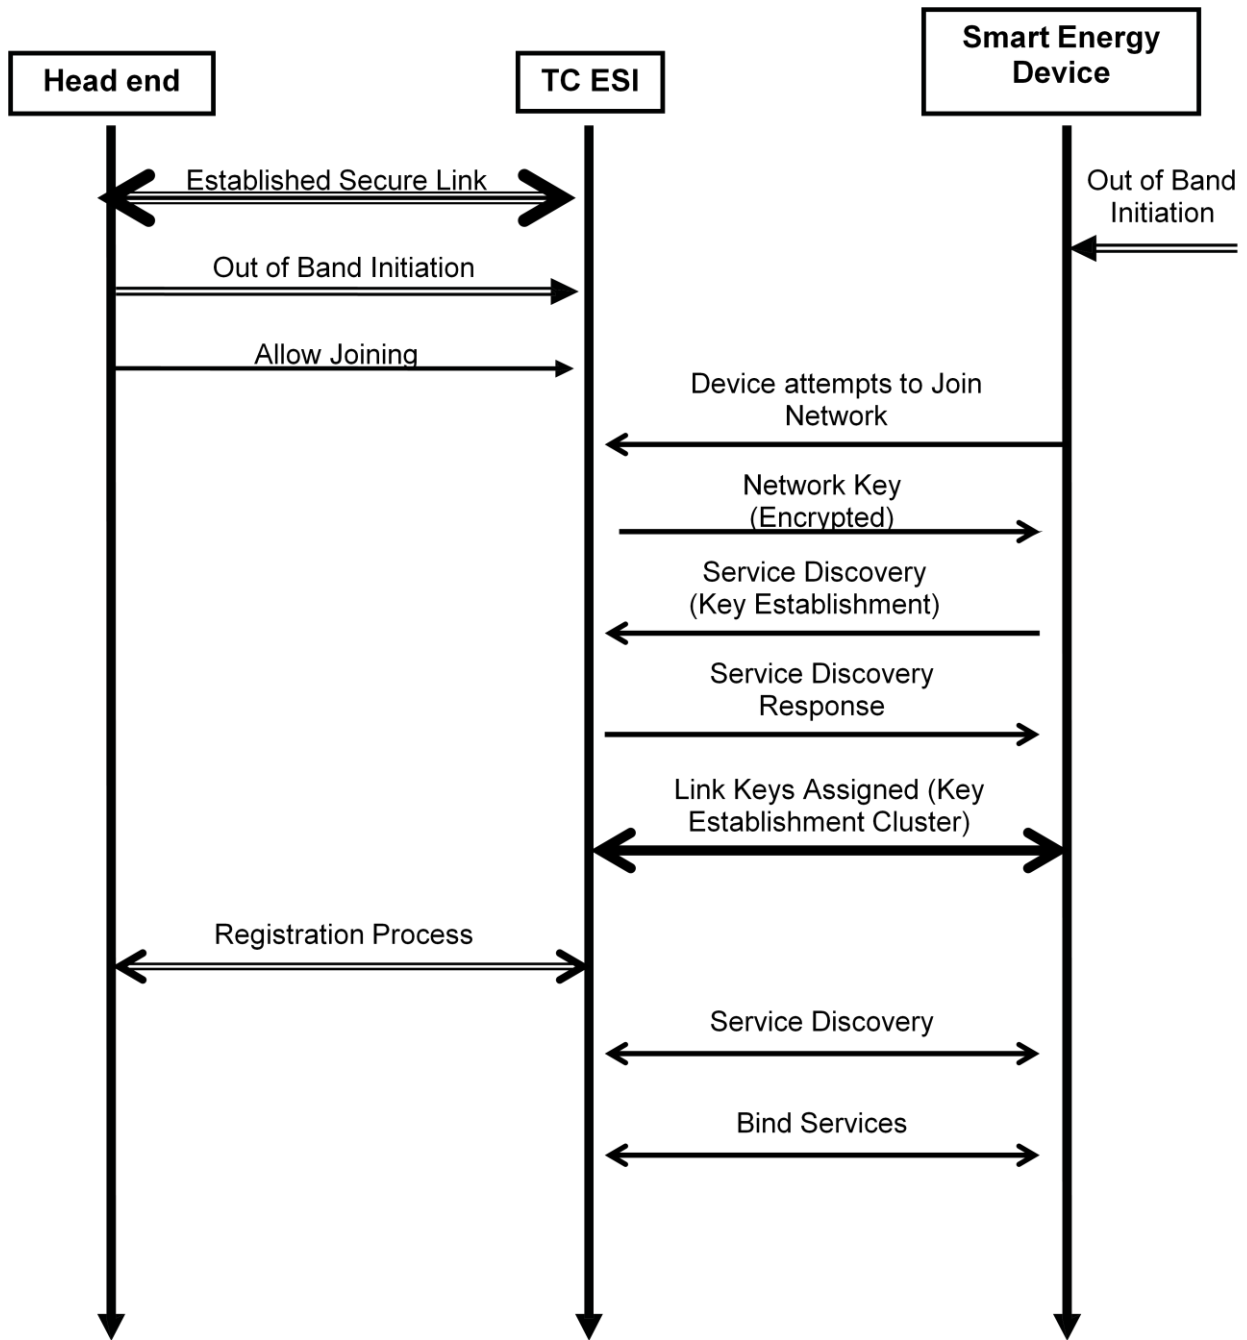 Head end
TC ESI
Smart Energy
Device
Established Secure Link
Out of Band
Initiation
Out of Band Initiation
Allow Joining
Device attempts to Join
Network
Network Key
(Encrypted)
Service Discovery
(Key Establishment)
Service Discovery
Response
Link Keys Assigned (Key
Establishment Cluster)
Registration Process
Service Discovery
Bind Services